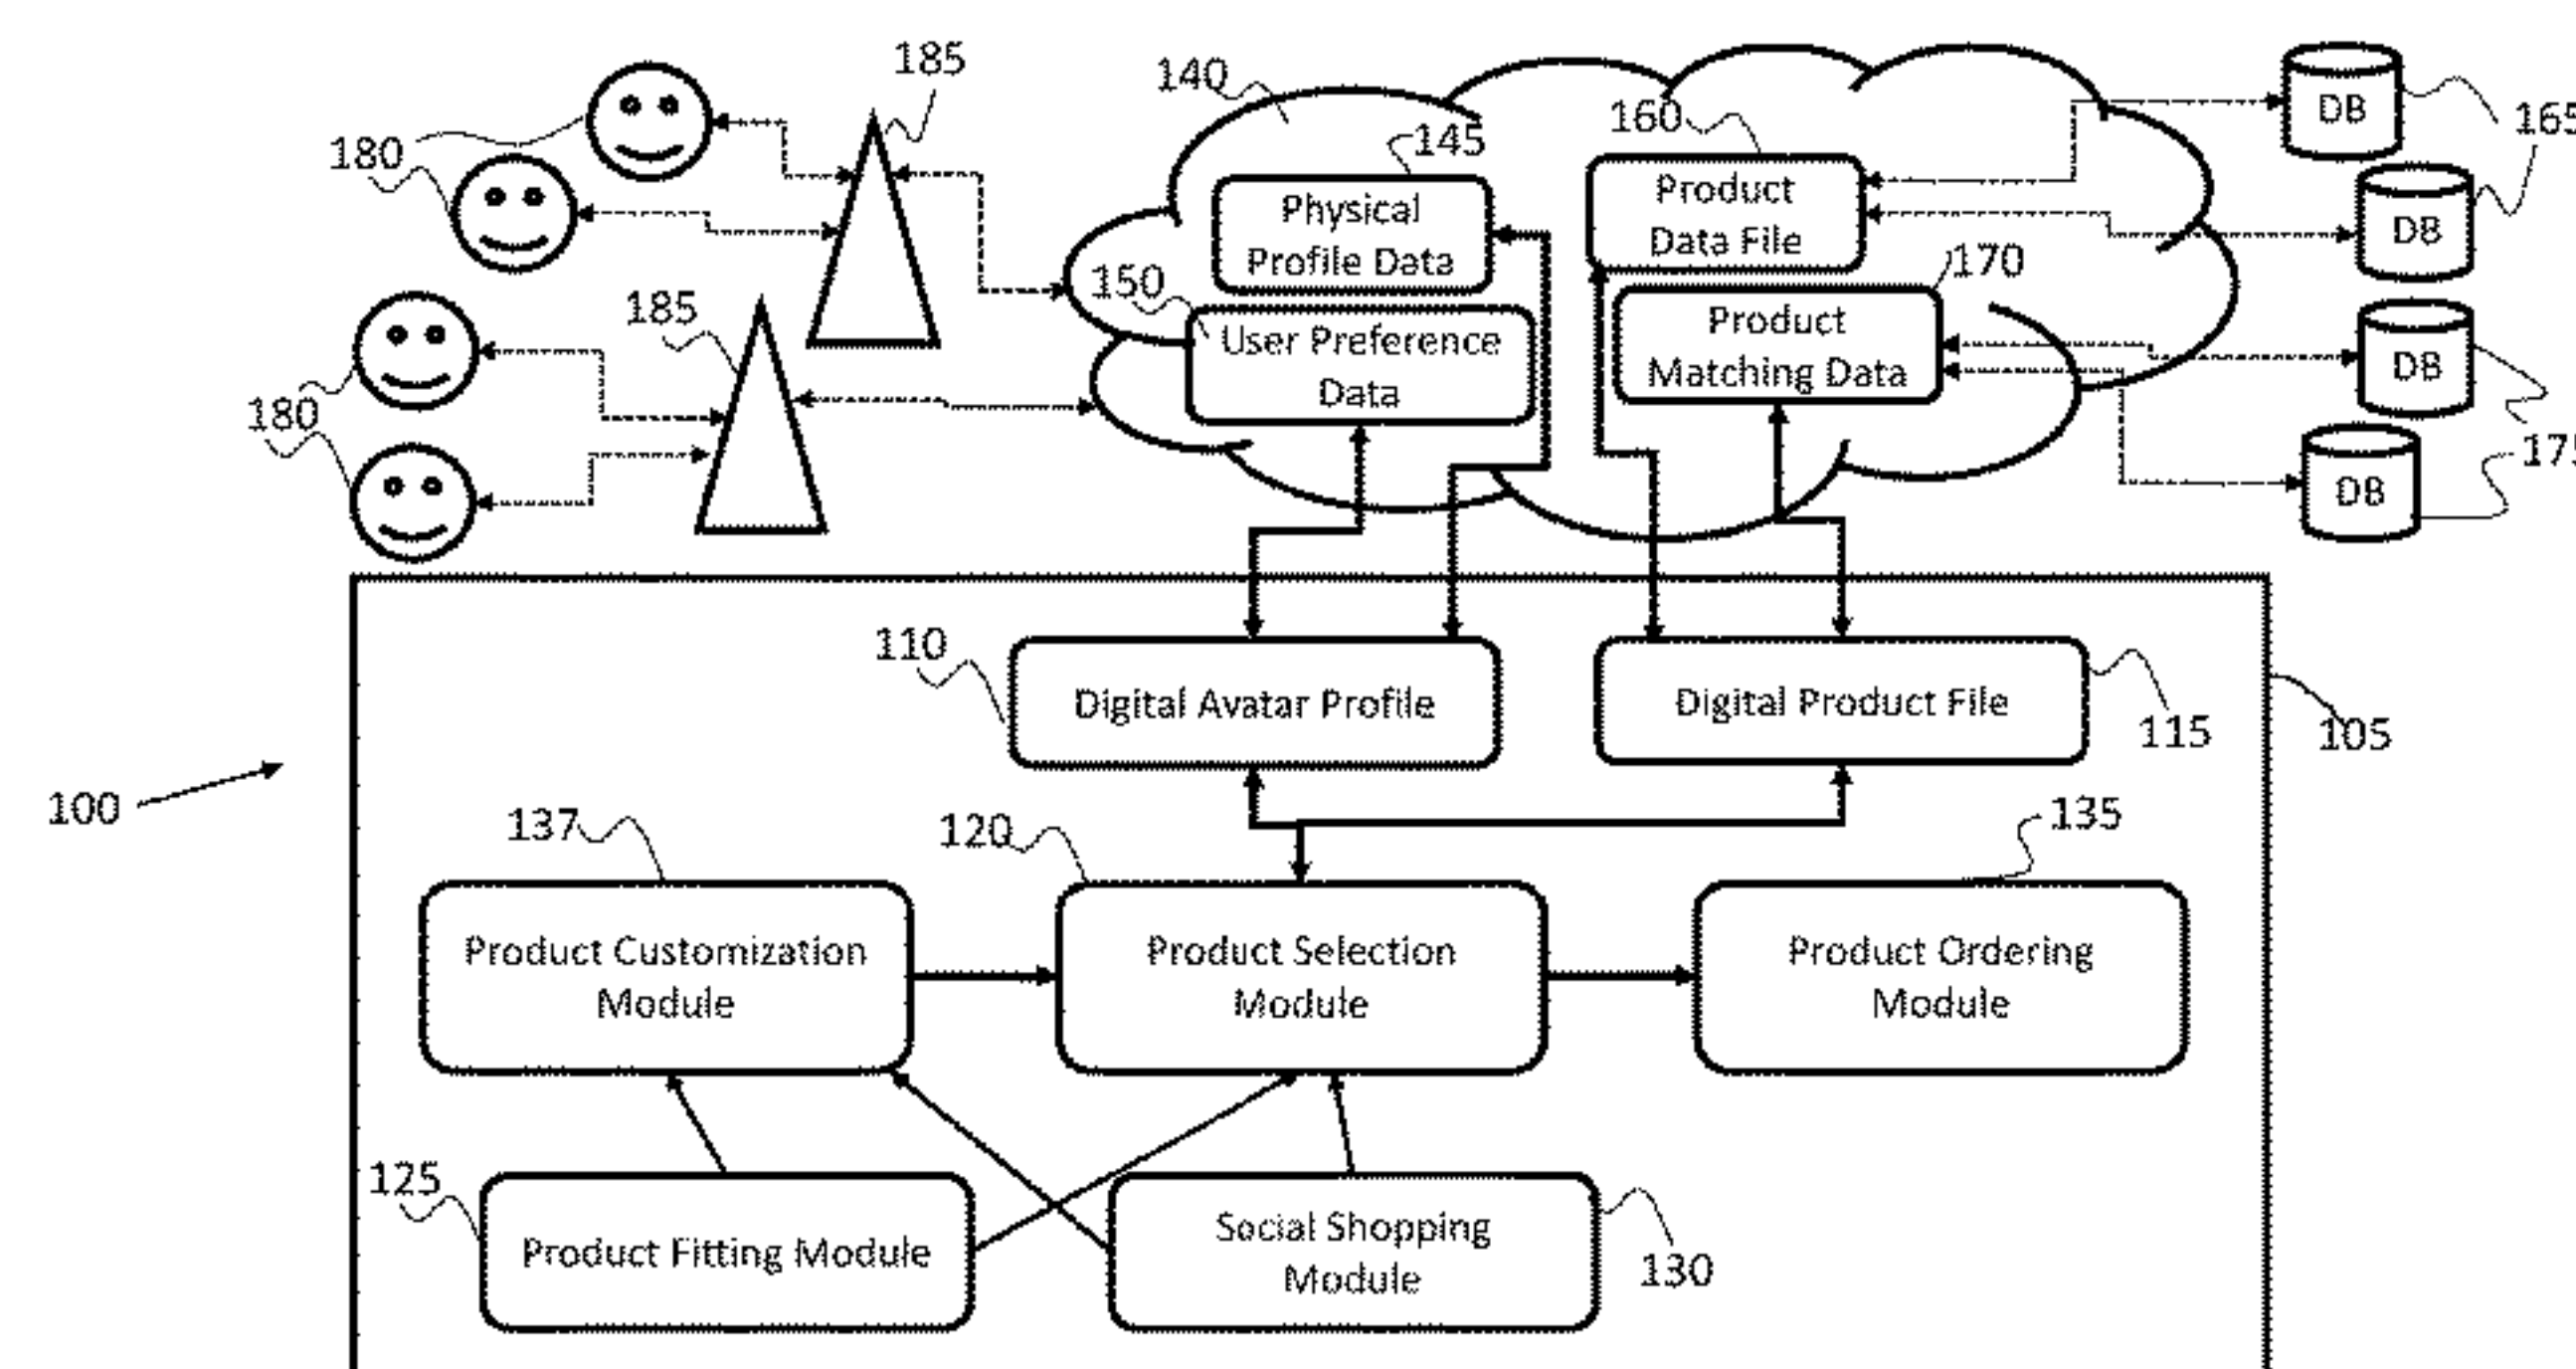 185
140
160
DB
165
180
145
Product
Data File
Physical
Profile Data
DB
170
150
185
User Preference
Data
Product
Matching Data
DB
180
DB
110
Digital Avatar Profile
Digital Product File
115
105
100
137
120
135
Product Customization
Module
Product Selection
Module
Product Ordering
Module
125
Product Fitting Module
Social Shopping
Module
130